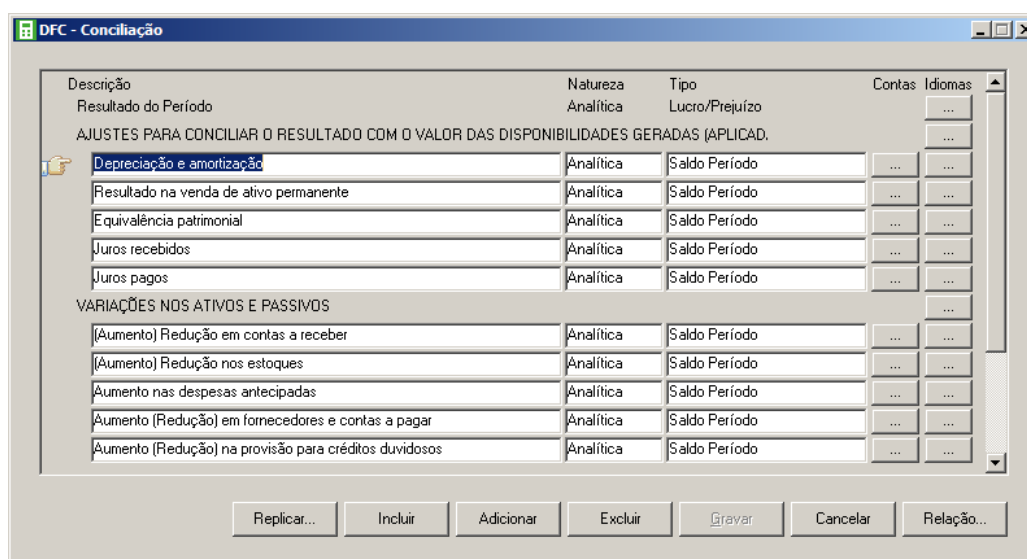 DFC - Conciliação
Descrição Natureza Tipo Contas Idiomas
Resultado do Período Analítica Lucro/Prejuízo ...
AJUSTES PARA CONCILIAR O RESULTADO COM O VALOR DAS DISPONIBILIDADES GERADAS (APLICAD. ...
Depreciação e amortização Analítica Saldo Período ... ...
Resultado na venda de ativo permanente Analítica Saldo Período ... ...
Equivalência patrimonial Analítica Saldo Período ... ...
Juros recebidos Analítica Saldo Período ... ...
Juros pagos Analítica Saldo Período ... ...
VARIAÇÕES NOS ATIVOS E PASSIVOS ...
(Aumento) Redução em contas a receber Analítica Saldo Período ... ...
(Aumento) Redução nos estoques Analítica Saldo Período ... ...
Aumento nas despesas antecipadas Analítica Saldo Período ... ...
Aumento (Redução) em fornecedores e contas a pagar Analítica Saldo Período ... ...
Aumento (Redução) na provisão para créditos duvidosos Analítica Saldo Período ... ...
Replicar... Incluir Adicionar Excluir Gravar Cancelar Relação...